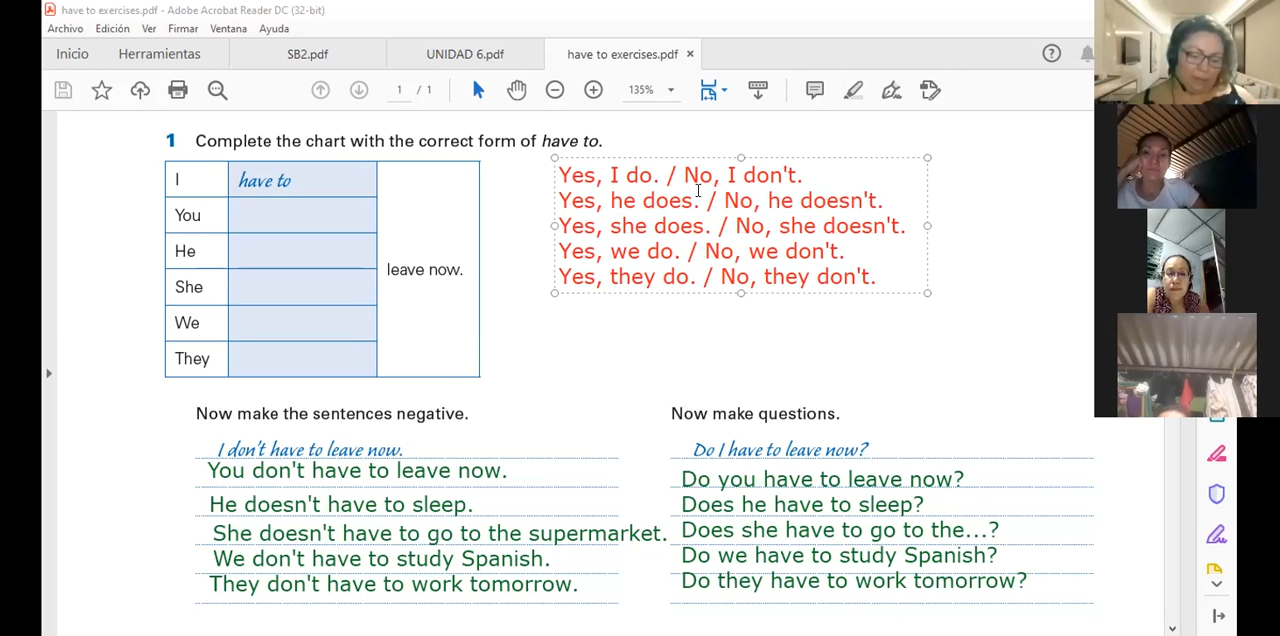 have to exercises.pdf - Adobe Acrobat Reader DC (32-bit)
Archivo Edición Ver Firmar Ventana Ayuda
Inicio Herramientas SB2.pdf UNIDAD 6.pdf have to exercises.pdf ×
1 / 1 135%
1 Complete the chart with the correct form of have to.
I have to
You
He
She
We
They
leave now.
Yes, I do. / No, I don't.
Yes, he does. / No, he doesn't.
Yes, she does. / No, she doesn't.
Yes, we do. / No, we don't.
Yes, they do. / No, they don't.
Now make the sentences negative.
I don't have to leave now.
You don't have to leave now.
He doesn't have to sleep.
She doesn't have to go to the supermarket.
We don't have to study Spanish.
They don't have to work tomorrow.
Now make questions.
Do I have to leave now?
Do you have to leave now?
Does he have to sleep?
Does she have to go to the...?
Do we have to study Spanish?
Do they have to work tomorrow?